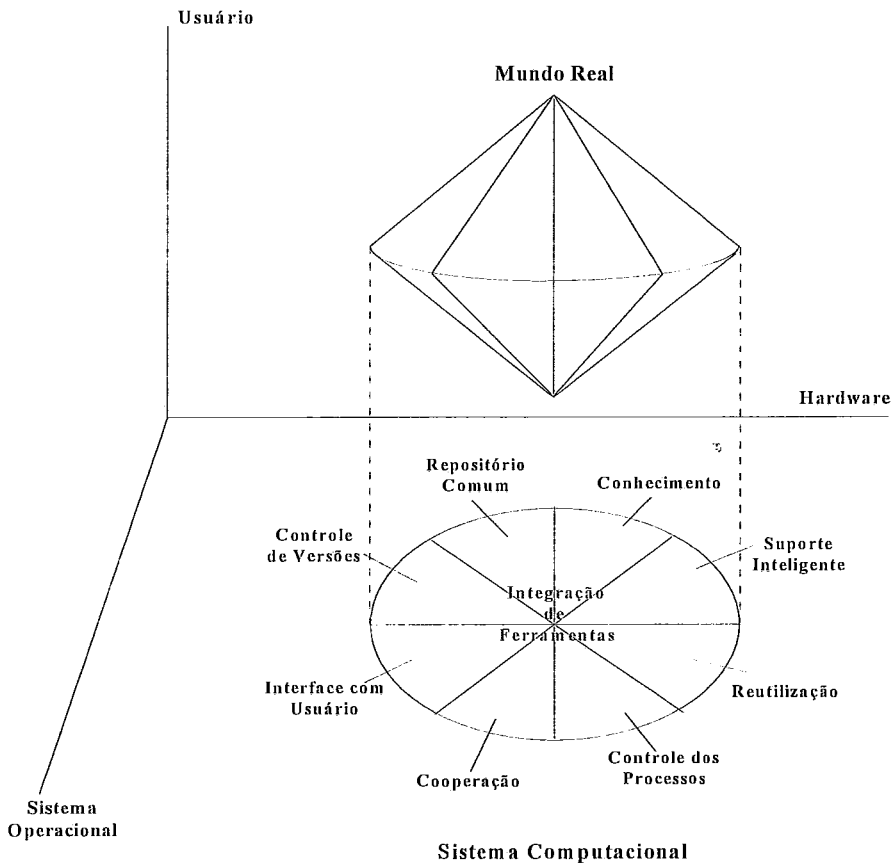 Usuário
Mundo Real
Hardware
Repositório
Comum
Conhecimento
Controle
de Versões
Suporte
Inteligente
Integração
de
Ferramentas
Interface com
Usuário
Reutilização
Cooperação
Controle dos
Processos
Sistema
Operacional
Sistema Computacional